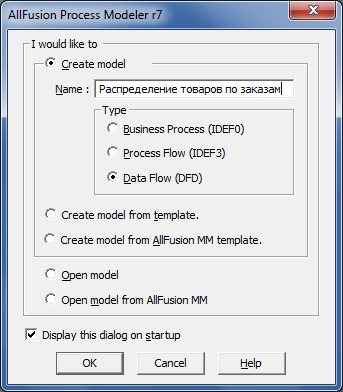 AllFusion Process Modeler r7
I would like to
Create model
Name : Распределение товаров по заказам
Type
Business Process (IDEF0)
Process Flow (IDEF3)
Data Flow (DFD)
Create model from template.
Create model from AllFusion MM template.
Open model
Open model from AllFusion MM
Display this dialog on startup
OK Cancel Help